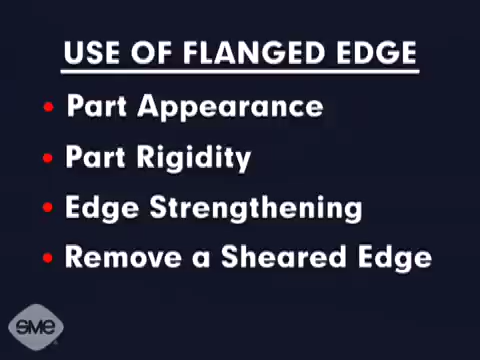 USE OF FLANGED EDGE
• Part Appearance
• Part Rigidity
• Edge Strengthening
• Remove a Sheared Edge
SME